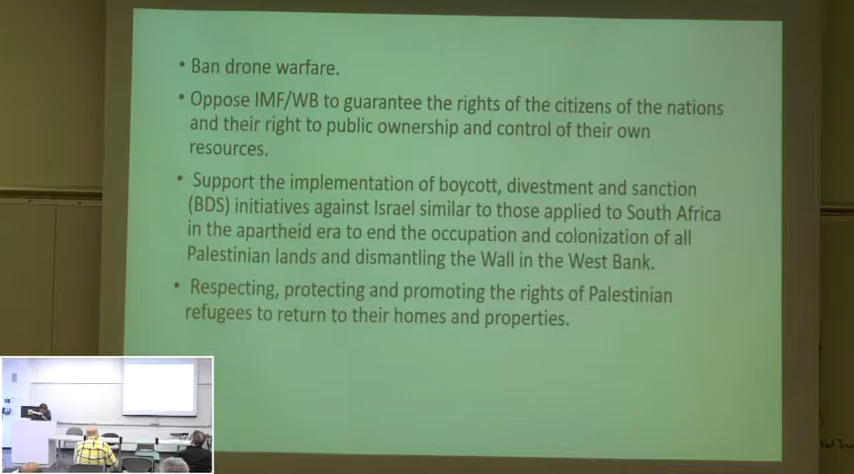 • Ban drone warfare.
• Oppose IMF/WB to guarantee the rights of the citizens of the nations
and their right to public ownership and control of their own
resources.
• Support the implementation of boycott, divestment and sanction
(BDS) initiatives against Israel similar to those applied to South Africa
in the apartheid era to end the occupation and colonization of all
Palestinian lands and dismantling the Wall in the West Bank.
• Respecting, protecting and promoting the rights of Palestinian
refugees to return to their homes and properties.